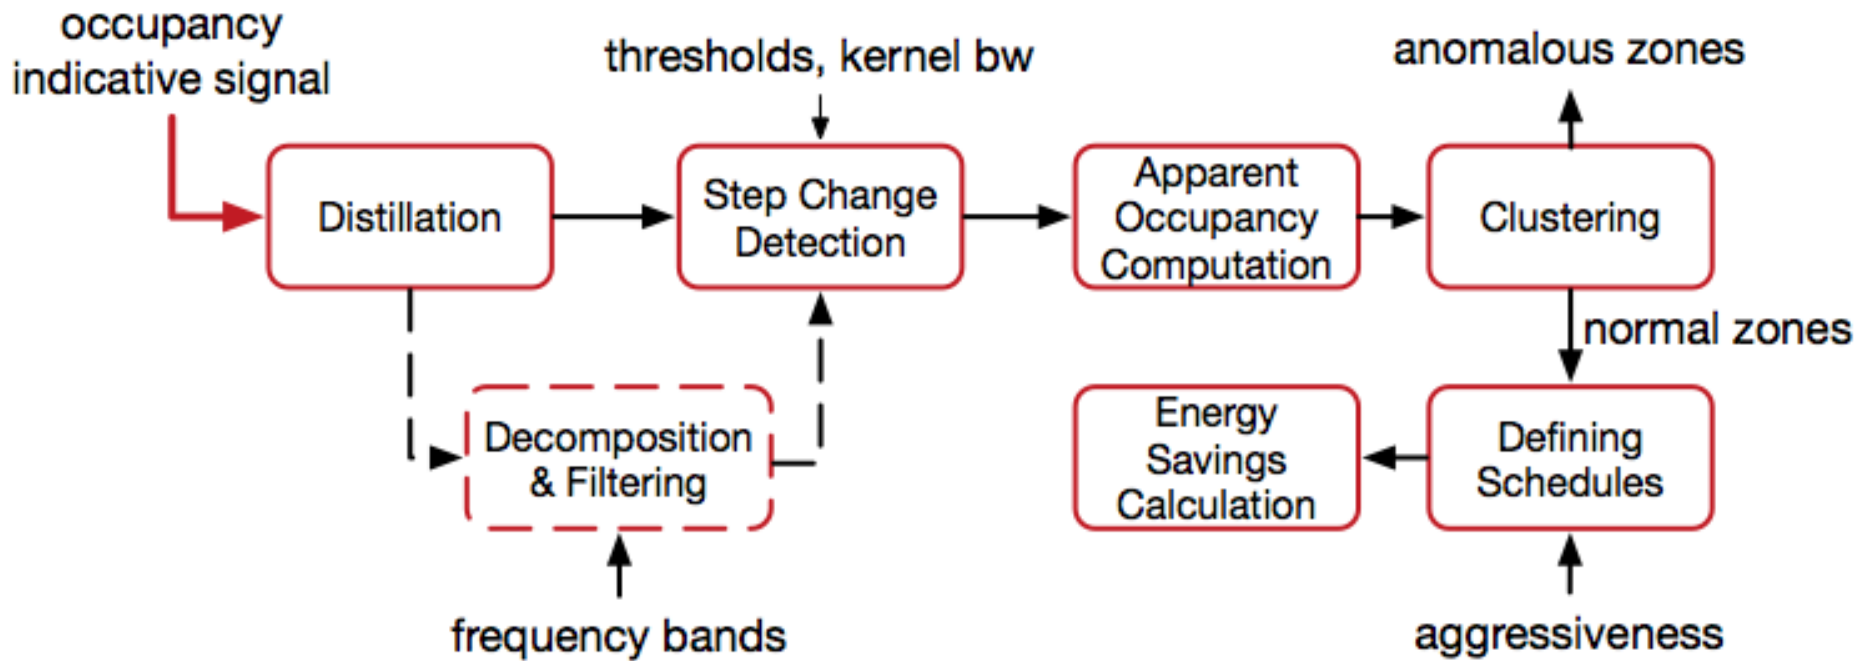 occupancy
indicative signal
thresholds, kernel bw
anomalous zones
Distillation
Step Change
Detection
Apparent
Occupancy
Computation
Clustering
normal zones
Decomposition
& Filtering
Energy
Savings
Calculation
Defining
Schedules
frequency bands
aggressiveness